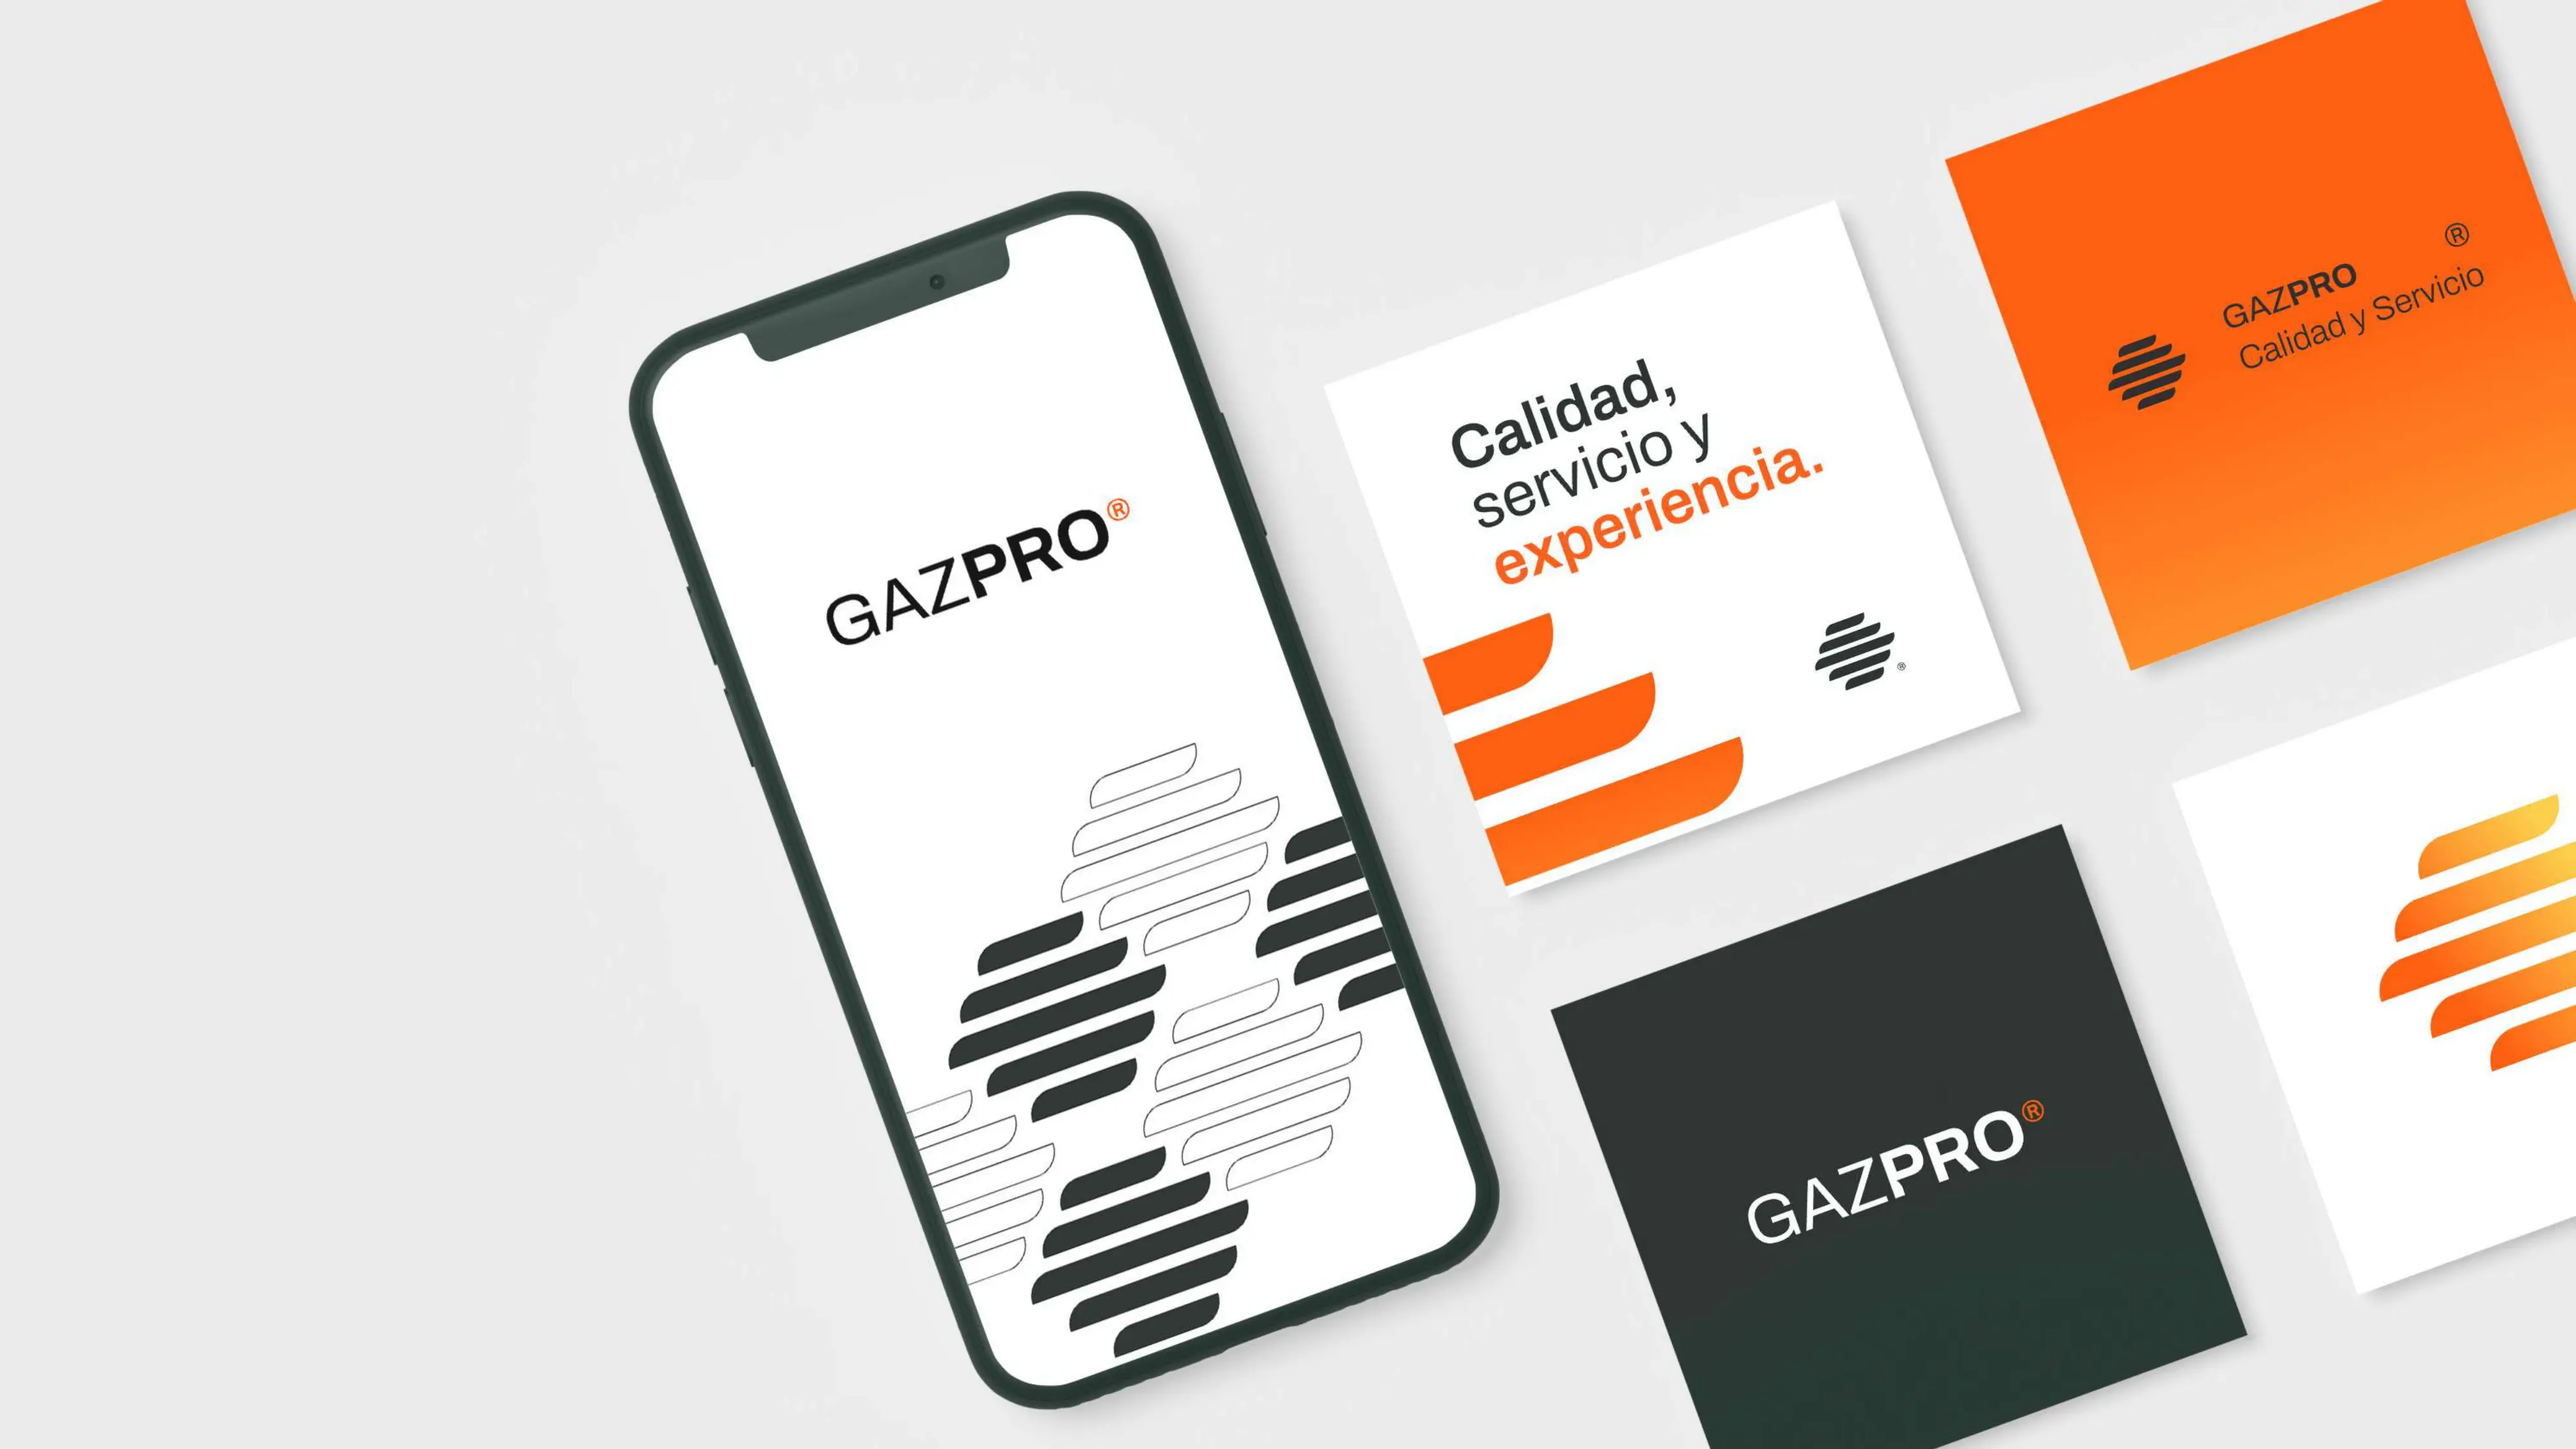 GAZPRO®
Calidad,
servicio y
experiencia.
®
®
GAZPRO
Calidad y Servicio
GAZPRO®